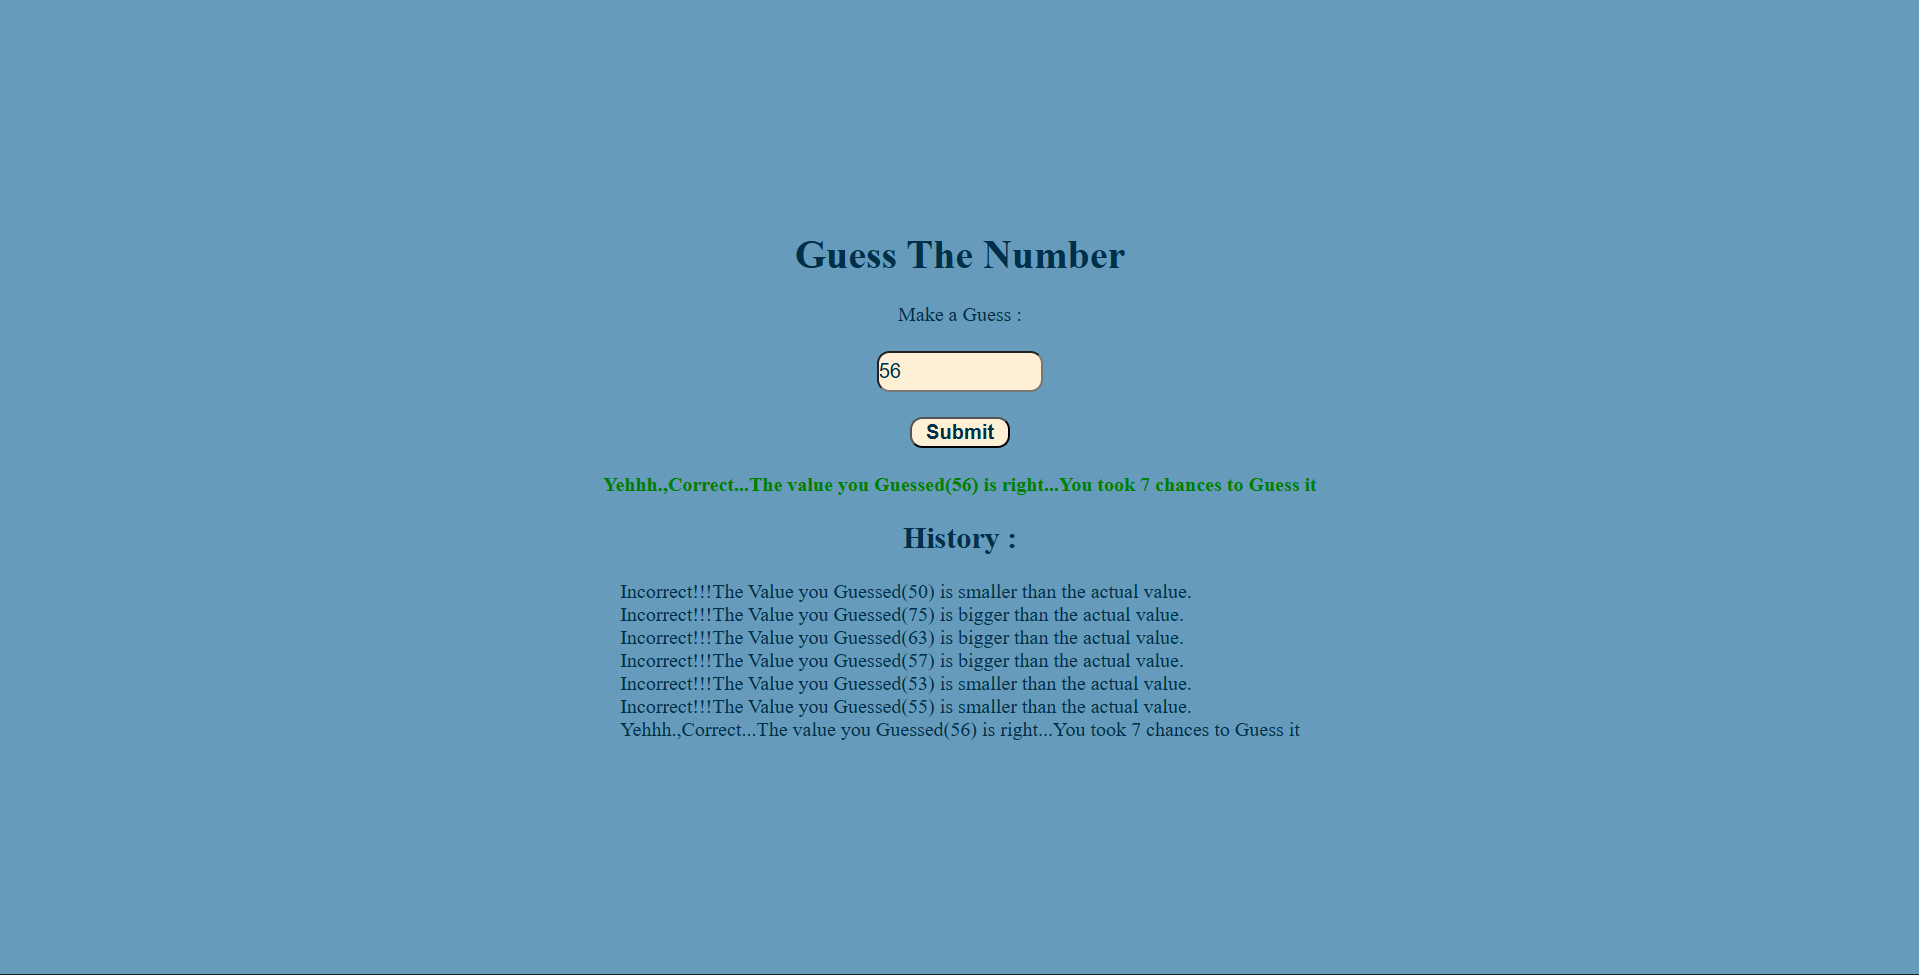 Guess The Number
Make a Guess :
56
Submit
Yehhh.,Correct...The value you Guessed(56) is right...You took 7 chances to Guess it
History :
Incorrect!!!The Value you Guessed(50) is smaller than the actual value.
Incorrect!!!The Value you Guessed(75) is bigger than the actual value.
Incorrect!!!The Value you Guessed(63) is bigger than the actual value.
Incorrect!!!The Value you Guessed(57) is bigger than the actual value.
Incorrect!!!The Value you Guessed(53) is smaller than the actual value.
Incorrect!!!The Value you Guessed(55) is smaller than the actual value.
Yehhh.,Correct...The value you Guessed(56) is right...You took 7 chances to Guess it